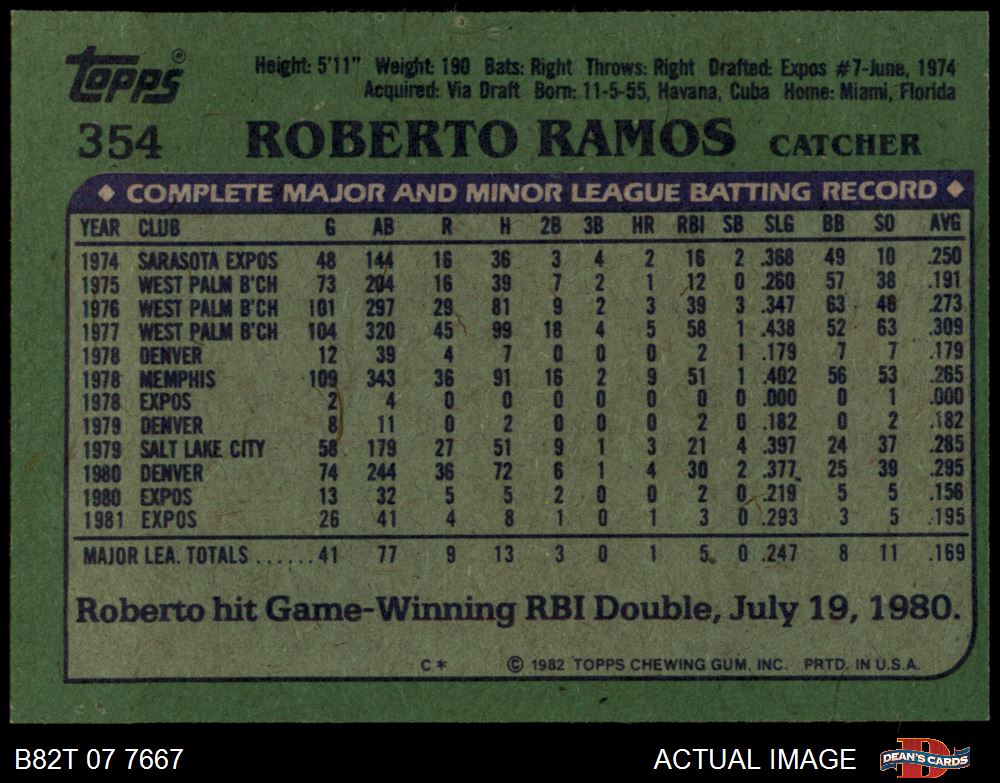 Topps®
Height: 5'11" Weight: 190 Bats: Right Throws: Right Drafted: Expos #7-June, 1974
Acquired: Via Draft Born: 11-5-55, Havana, Cuba Home: Miami, Florida
354 ROBERTO RAMOS CATCHER
◆ COMPLETE MAJOR AND MINOR LEAGUE BATTING RECORD ◆
YEAR CLUB G AB R H 2B 3B HR RBI SB SLG BB SO AVG
1974 SARASOTA EXPOS 48 144 16 36 3 4 2 16 2 .368 49 10 .250
1975 WEST PALM B'CH 73 204 16 39 7 2 1 12 0 .260 57 38 .191
1976 WEST PALM B'CH 101 297 29 81 9 2 3 39 3 .347 63 48 .273
1977 WEST PALM B'CH 104 320 45 99 18 4 5 58 1 .438 52 63 .309
1978 DENVER 12 39 4 7 0 0 0 2 1 .179 7 7 .179
1978 MEMPHIS 109 343 36 91 16 2 9 51 1 .402 56 53 .265
1978 EXPOS 2 4 0 0 0 0 0 0 0 .000 0 1 .000
1979 DENVER 8 11 0 2 0 0 0 2 0 .182 0 2 .182
1979 SALT LAKE CITY 58 179 27 51 9 1 3 21 4 .397 24 37 .285
1980 DENVER 74 244 36 72 6 1 4 30 2 .377 25 39 .295
1980 EXPOS 13 32 5 5 2 0 0 2 0 .219 5 5 .156
1981 EXPOS 26 41 4 8 1 0 1 3 0 .293 3 5 .195
MAJOR LEA. TOTALS ...... 41 77 9 13 3 0 1 5 0 .247 8 11 .169
Roberto hit Game-Winning RBI Double, July 19, 1980.
C* © 1982 TOPPS CHEWING GUM, INC. PRTD. IN U.S.A.
B82T 07 7667 ACTUAL IMAGE DEAN'S CARDS